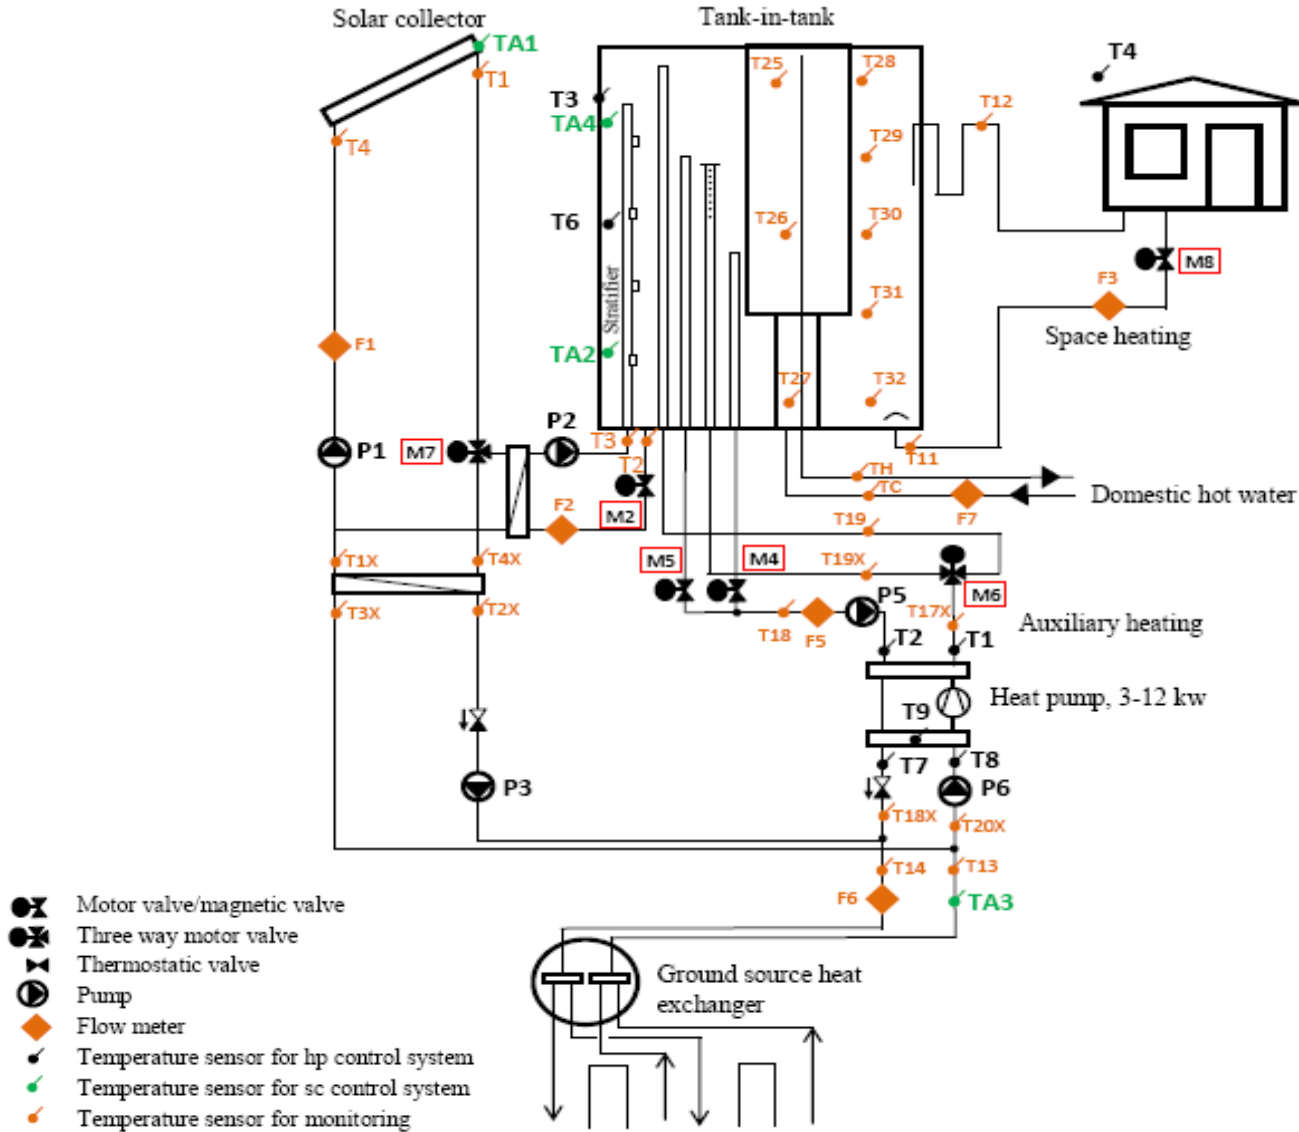 Solar collector
Tank-in-tank
TA1
T1
T4
T3
TA4
T6
Stratifier
TA2
T25
T28
T29
T26
T30
T31
T27
T32
T12
T4
M8
F3
Space heating
F1
P1
M7
P2
T3
T2
M2
F2
T11
TH
TC
F7
Domestic hot water
T19
T19X
M5
M4
M6
T1X
T4X
T3X
T2X
T18
F5
P5
T17X
T2
T1
Auxiliary heating
Heat pump, 3-12 kw
T9
T7
T8
P6
P3
T18X
T20X
T14
T13
F6
TA3
Ground source heat
exchanger
Motor valve/magnetic valve
Three way motor valve
Thermostatic valve
Pump
Flow meter
Temperature sensor for hp control system
Temperature sensor for sc control system
Temperature sensor for monitoring